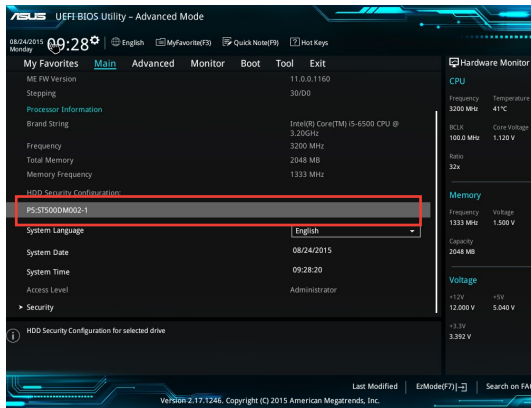 ASUS UEFI BIOS Utility – Advanced Mode
08/24/2015 Monday 09:28 English MyFavorite(F3) Quick Note(F9) ? Hot Keys
My Favorites Main Advanced Monitor Boot Tool Exit
ME FW Version 11.0.0.1160
Stepping 30/D0
Processor Information
Brand String Intel(R) Core(TM) i5-6500 CPU @ 3.20GHz
Frequency 3200 MHz
Total Memory 2048 MB
Memory Frequency 1333 MHz
HDD Security Configuration:
P5:ST500DM002-1
System Language English
System Date 08/24/2015
System Time 09:28:20
Access Level Administrator
> Security
i HDD Security Configuration for selected drive
Hardware Monitor
CPU
Frequency Temperature
3200 MHz 41°C
BCLK Core Voltage
100.0 MHz 1.120 V
Ratio
32x
Memory
Frequency Voltage
1333 MHz 1.500 V
Capacity
2048 MB
Voltage
+12V +5V
12.000 V 5.040 V
+3.3V
3.392 V
Last Modified EzMode(F7) Search on FAQ
Version 2.17.1246. Copyright (C) 2015 American Megatrends, Inc.